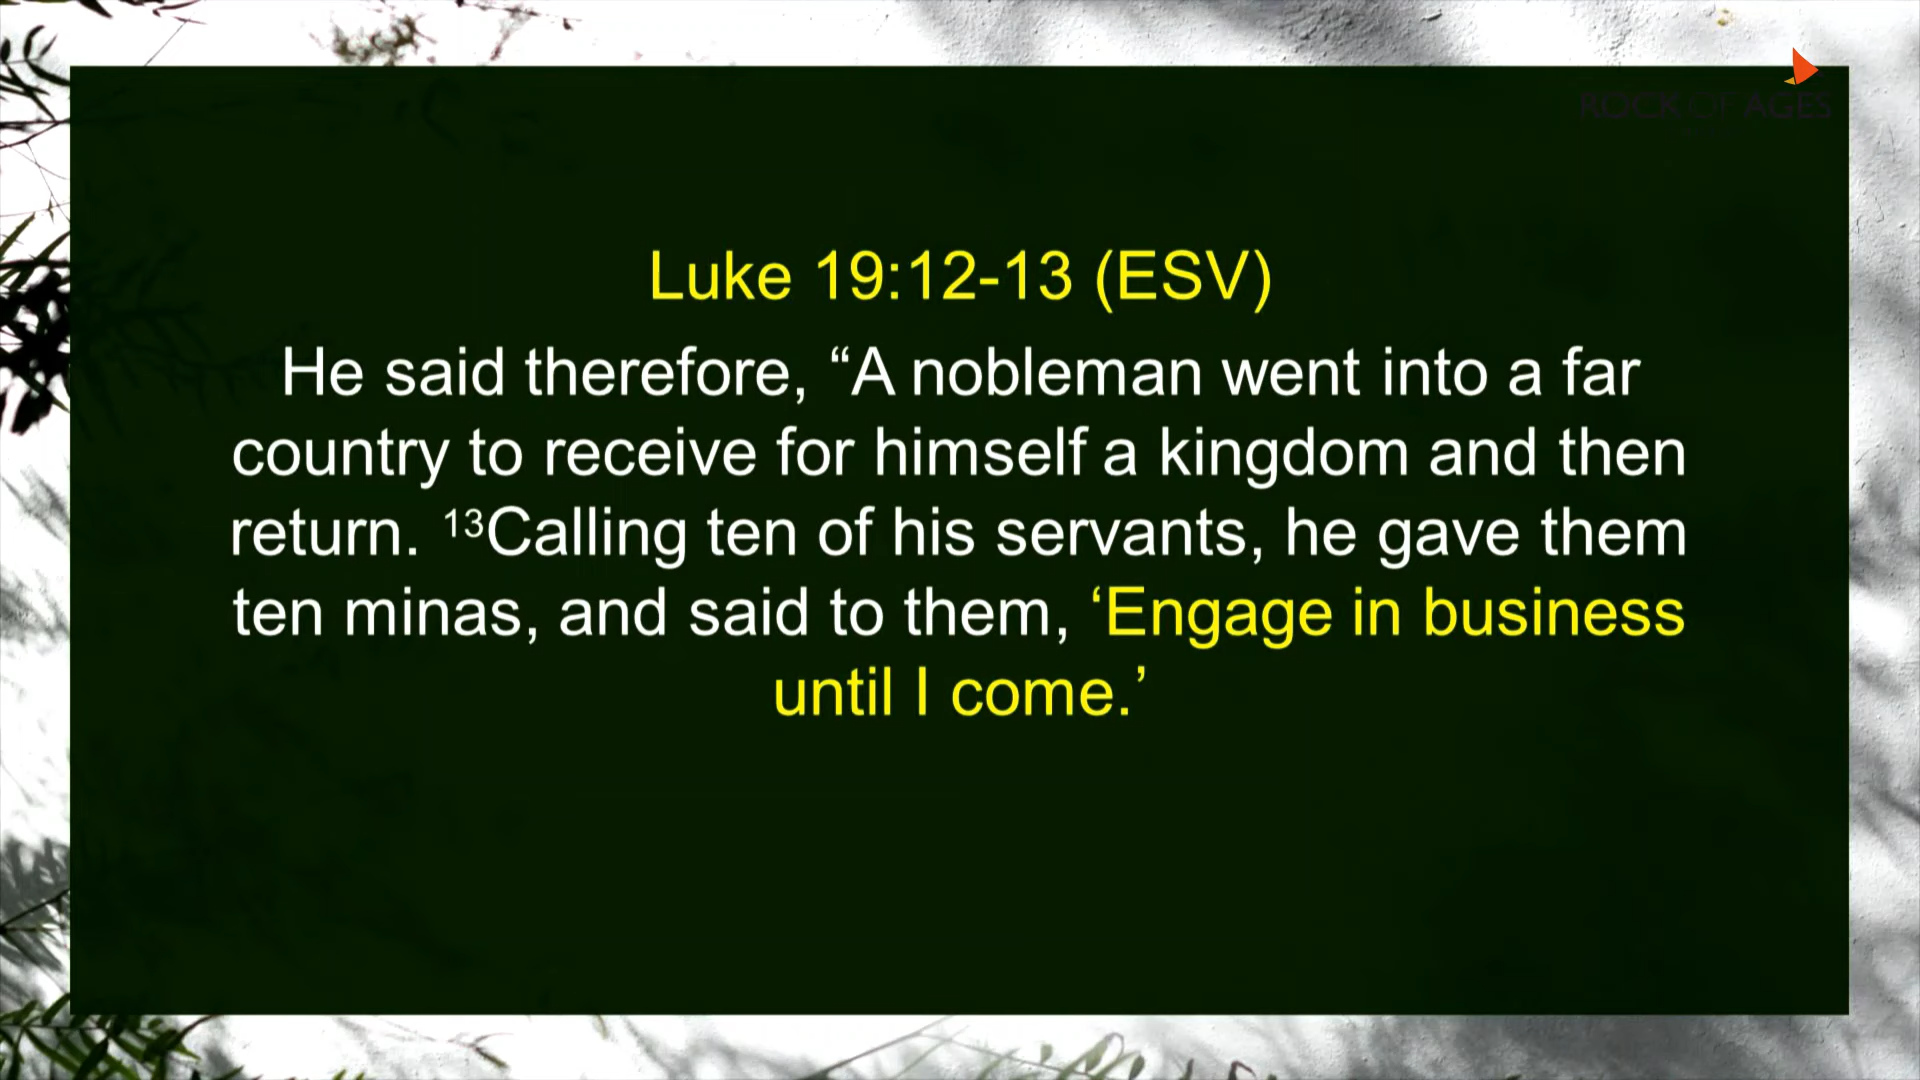 ROCK OF AGES
Luke 19:12-13 (ESV)
He said therefore, “A nobleman went into a far
country to receive for himself a kingdom and then
return. ¹³Calling ten of his servants, he gave them
ten minas, and said to them, ‘Engage in business
until I come.’